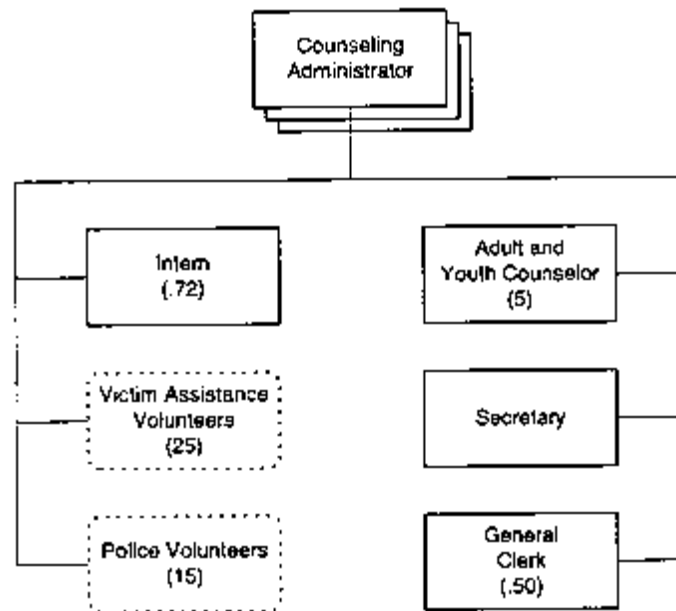 Counseling
Administrator
Intern
(.72)
Adult and
Youth Counselor
(5)
Victim Assistance
Volunteers
(25)
Secretary
Police Volunteers
(15)
General
Clerk
(.50)